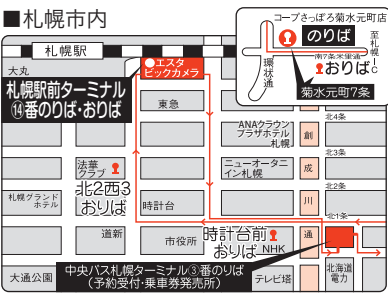 ■札幌市内
コープさっぽろ菊水元町店
のりば
至札幌IC
南7条米里通
おりば
環状通
菊水元町7条
札幌駅
大丸
エスタ
ビックカメラ
札幌駅前ターミナル
⑭番のりば・おりば
東急
北4条
ANAクラウン
プラザホテル
札幌
創
北3条
法華
クラブ
ニューオータニ
イン札幌
成
北2西3
おりば
北2条
札幌グランド
ホテル
時計台
川
北1条
道新
市役所
時計台前
おりば
NHK
通
中央バス札幌ターミナル③番のりば
(予約受付・乗車券発売所)
大通公園
テレビ塔
北海道
電力